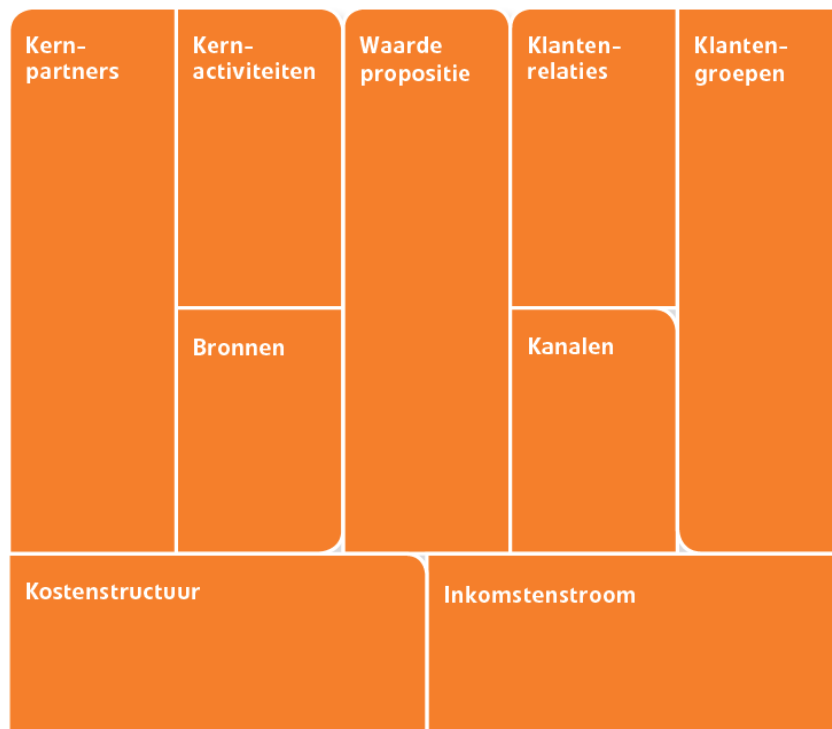 Kern-
partners
Kern-
activiteiten
Waarde
propositie
Klanten-
relaties
Klanten-
groepen
Bronnen
Kanalen
Kostenstructuur
Inkomstenstroom